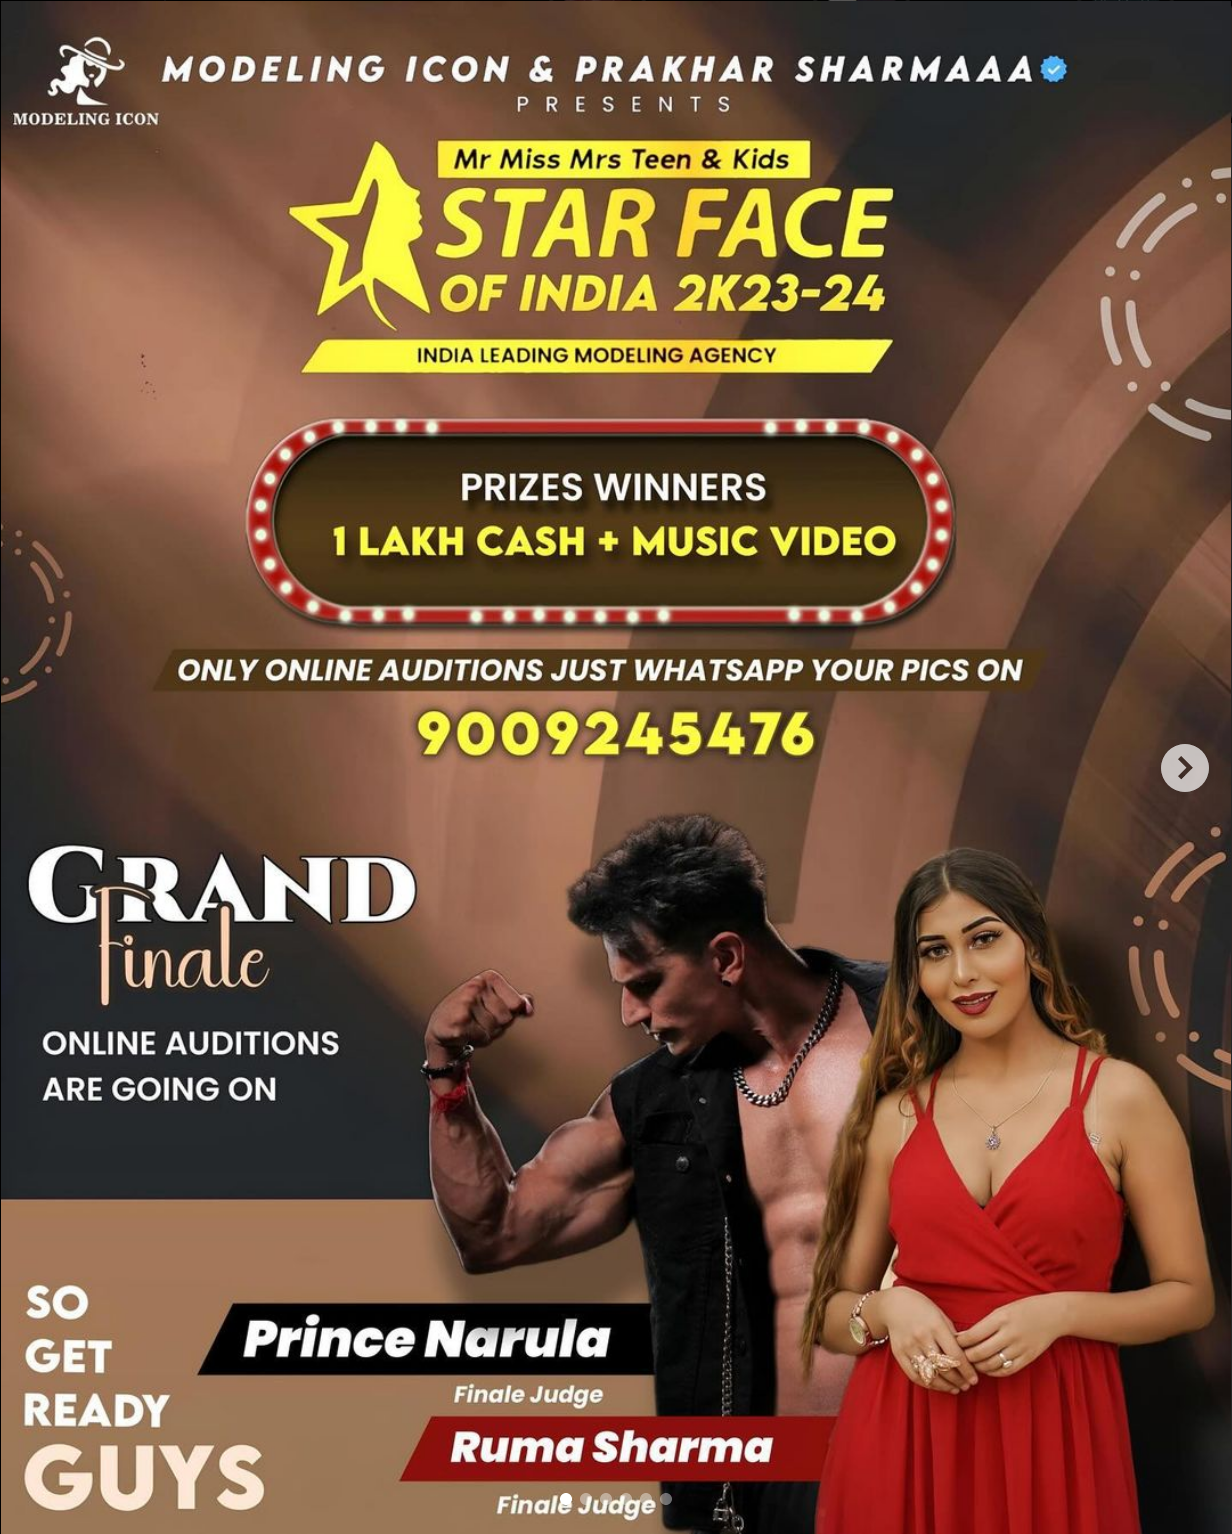 MODELING ICON & PRAKHAR SHARMAAA
PRESENTS
MODELING ICON
Mr Miss Mrs Teen & Kids
STAR FACE
OF INDIA 2K23-24
INDIA LEADING MODELING AGENCY
PRIZES WINNERS
1 LAKH CASH + MUSIC VIDEO
ONLY ONLINE AUDITIONS JUST WHATSAPP YOUR PICS ON
9009245476
GRAND
Finale
ONLINE AUDITIONS
ARE GOING ON
SO
GET
READY
GUYS
Prince Narula
Finale Judge
Ruma Sharma
Finale Judge